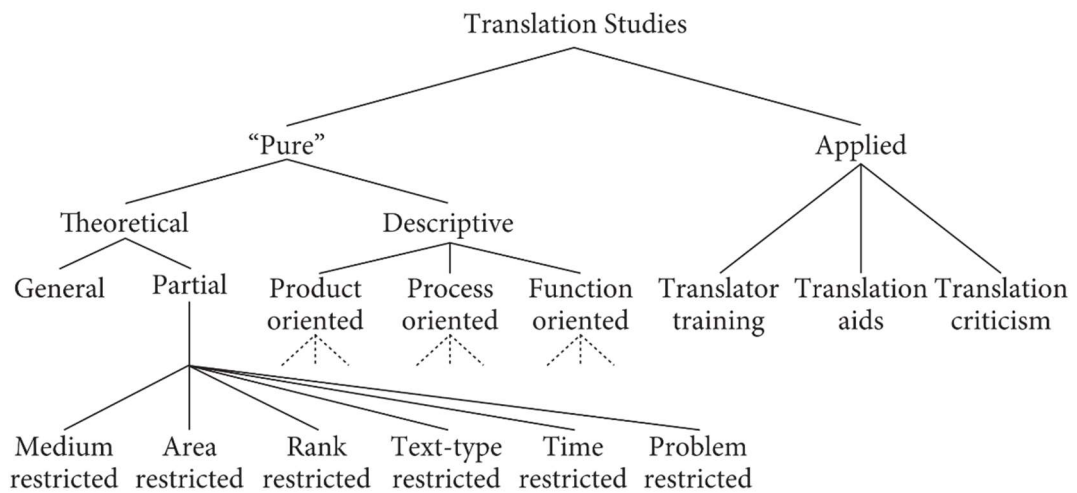 Translation Studies
“Pure”
Applied
Theoretical
Descriptive
General
Partial
Product
oriented
Process
oriented
Function
oriented
Translator
training
Translation
aids
Translation
criticism
Medium
restricted
Area
restricted
Rank
restricted
Text-type
restricted
Time
restricted
Problem
restricted